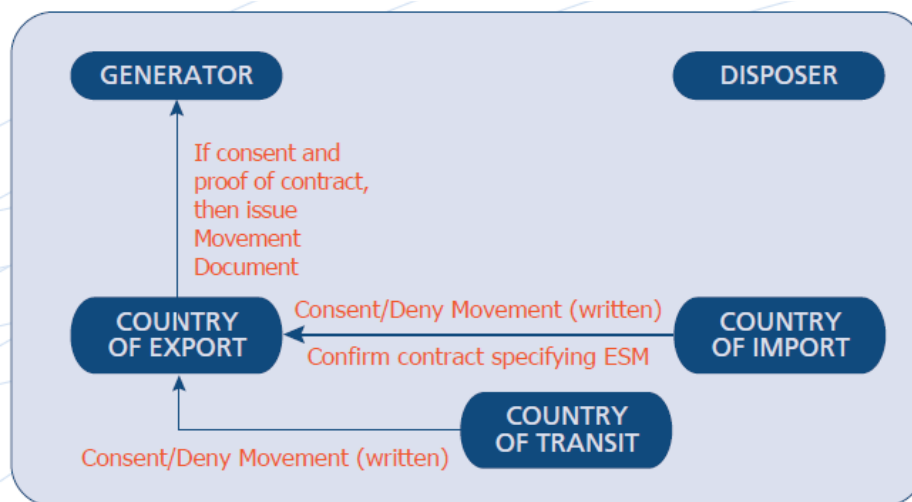 GENERATOR
DISPOSER
If consent and
proof of contract,
then issue
Movement
Document
COUNTRY
OF EXPORT
Consent/Deny Movement (written)
Confirm contract specifying ESM
COUNTRY
OF IMPORT
COUNTRY
OF TRANSIT
Consent/Deny Movement (written)